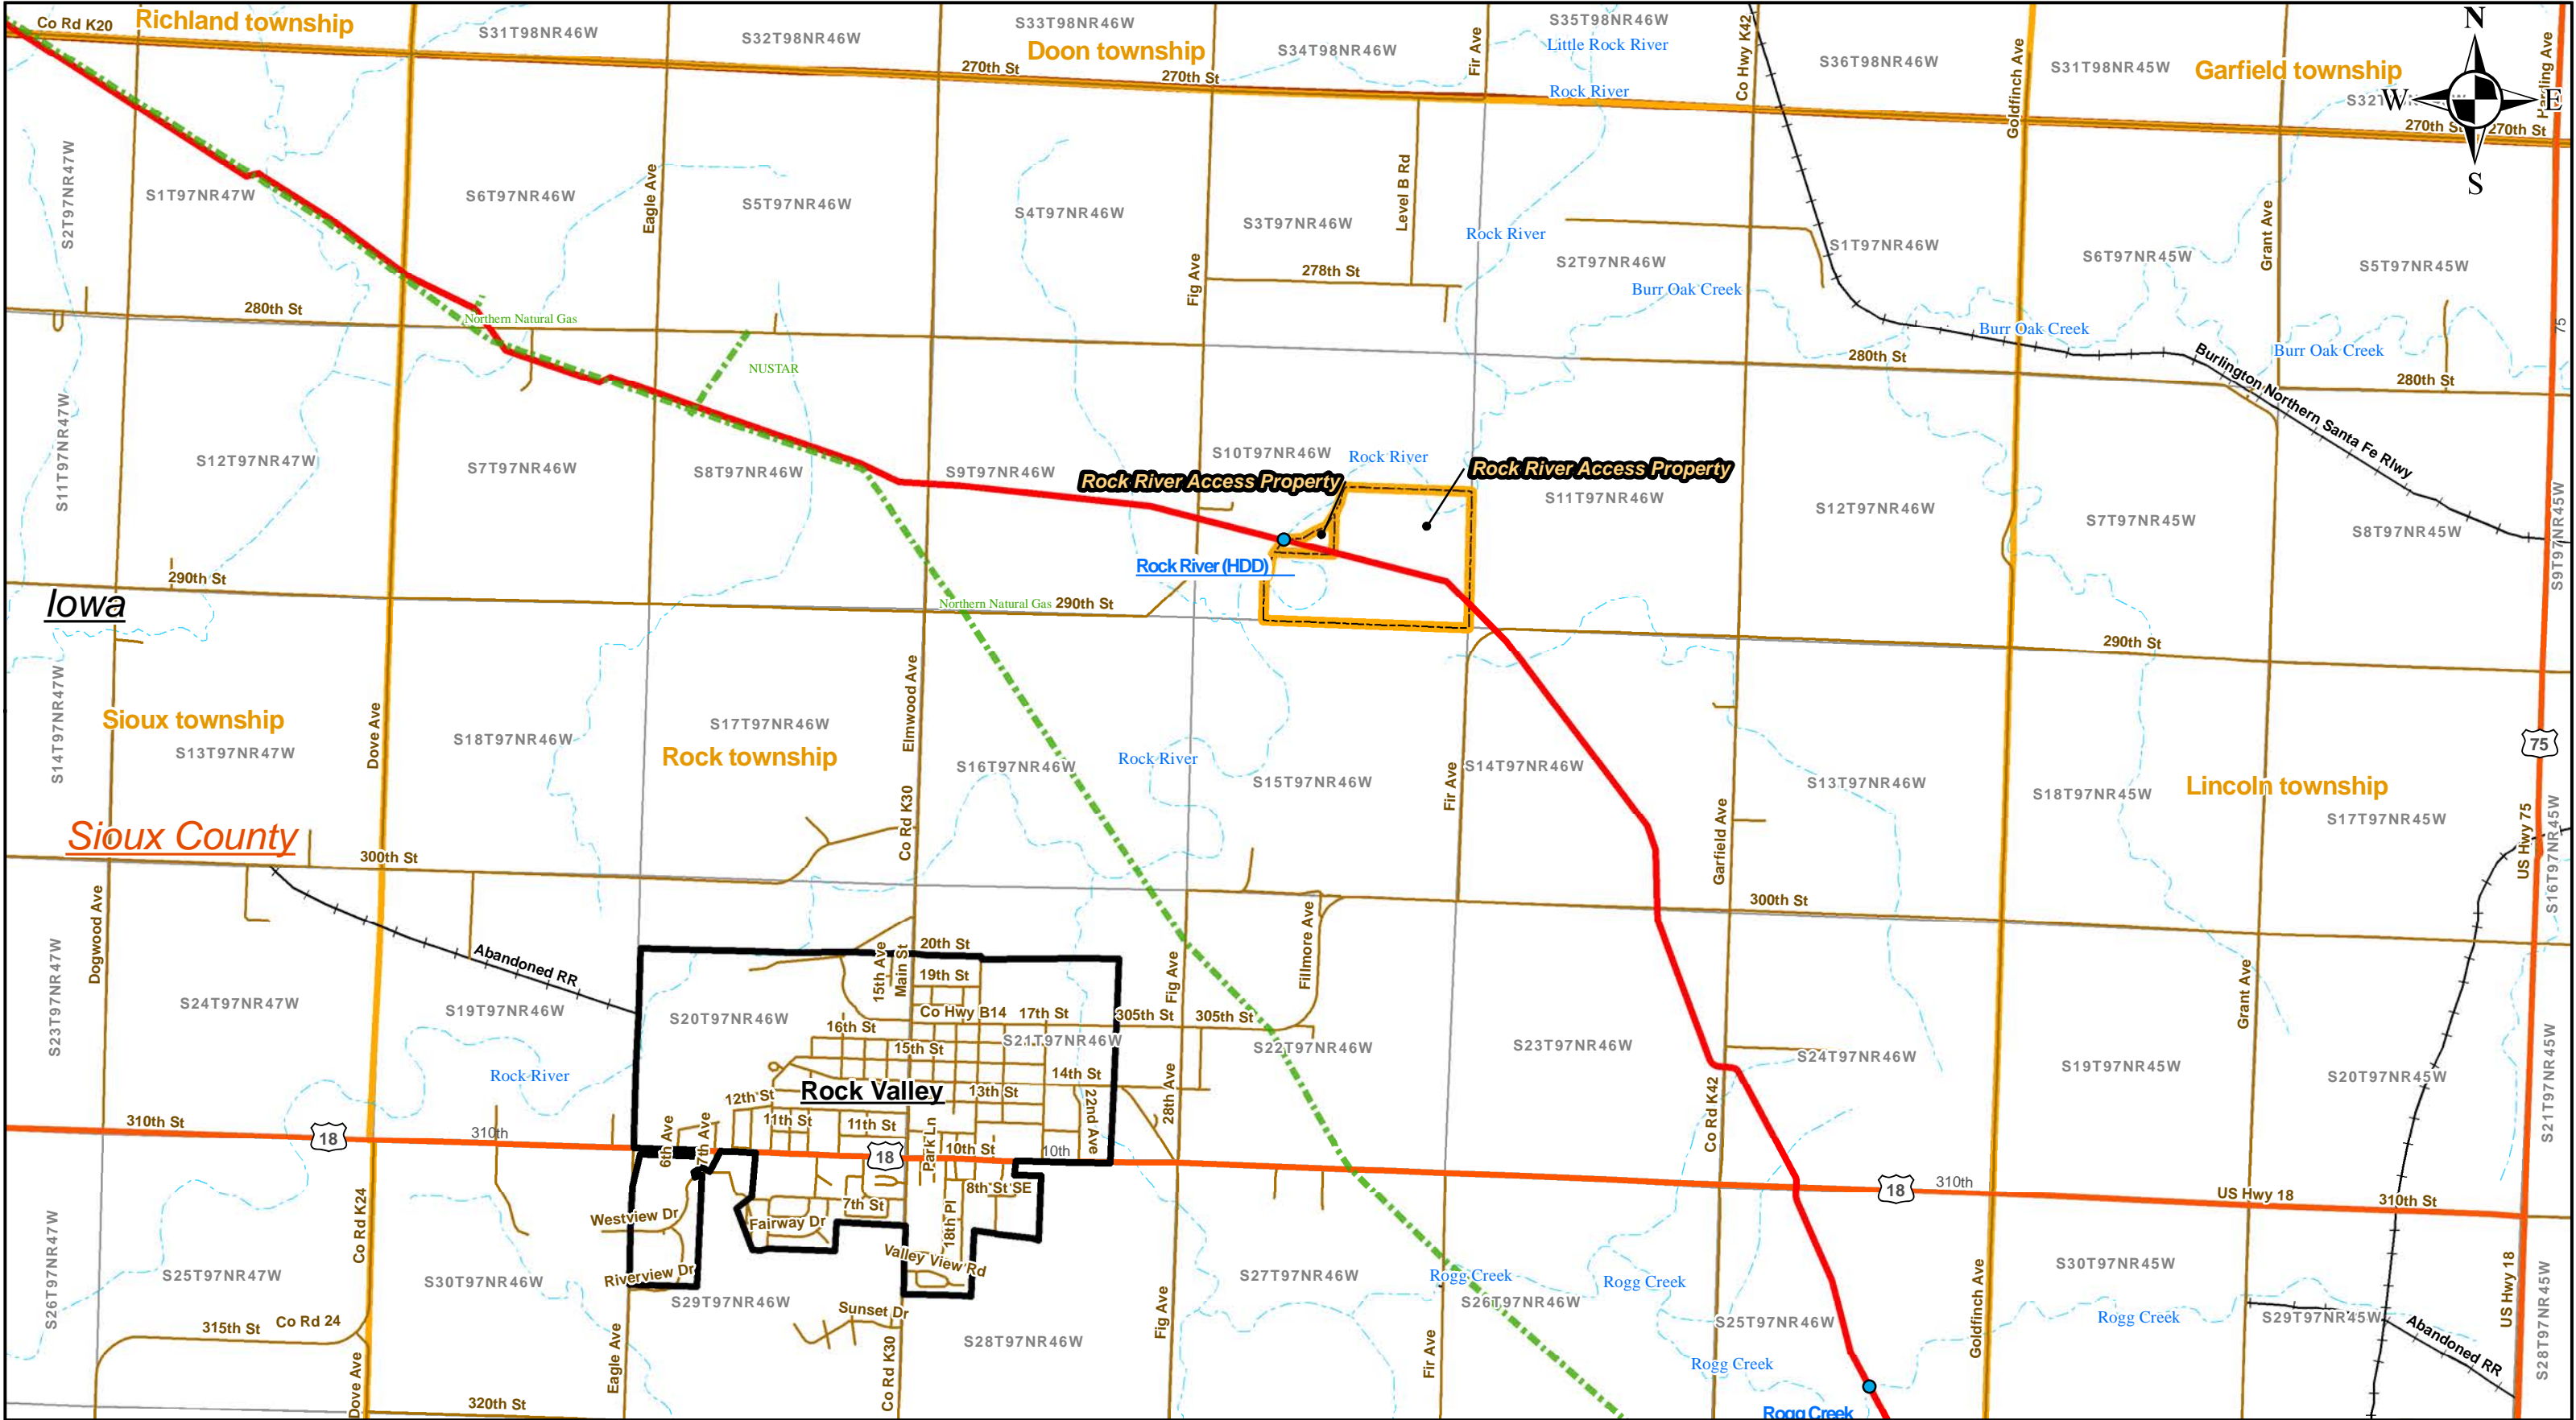 Co Rd K20
Richland township
S31T98NR46W
S32T98NR46W
S33T98NR46W
Doon township
S34T98NR46W
Fir Ave
S35T98NR46W
Little Rock River
Co Hwy K42
S36T98NR46W
Goldfinch Ave
S31T98NR45W
Garfield township
N
W
E
S
270th St
270th St
Rock River
270th St
270th St
S2T97NR47W
S1T97NR47W
S6T97NR46W
Eagle Ave
S5T97NR46W
S4T97NR46W
Fig Ave
S3T97NR46W
Level B Rd
Rock River
S2T97NR46W
S1T97NR46W
S6T97NR45W
Grant Ave
S5T97NR45W
278th St
Burr Oak Creek
Burr Oak Creek
Burr Oak Creek
75
280th St
Northern Natural Gas
NUSTAR
280th St
280th St
Burlington Northern Santa Fe Rlwy
S11T97NR47W
S12T97NR47W
S7T97NR46W
S8T97NR46W
S9T97NR46W
S10T97NR46W
Rock River
Rock River Access Property
Rock River Access Property
S11T97NR46W
S12T97NR46W
S7T97NR45W
S8T97NR45W
S9T97NR45W
Rock River (HDD)
290th St
Iowa
Northern Natural Gas
290th St
290th St
S14T97NR47W
Sioux township
S13T97NR47W
Dove Ave
S18T97NR46W
S17T97NR46W
Rock township
Elmwood Ave
S16T97NR46W
Rock River
S15T97NR46W
Fir Ave
S14T97NR46W
S13T97NR46W
Garfield Ave
S18T97NR45W
Lincoln township
S17T97NR45W
75
US Hwy 75
S16T97NR45W
Sioux County
Co Rd K30
300th St
300th St
Dogwood Ave
S23T97NR47W
S24T97NR47W
Abandoned RR
S19T97NR46W
Rock River
20th St
15th Ave
Main St
19th St
S20T97NR46W
Co Hwy B14
17th St
305th St
305th St
Fig Ave
Fillmore Ave
16th St
15th St
S21T97NR46W
S22T97NR46W
S23T97NR46W
S24T97NR46W
S19T97NR45W
Grant Ave
S20T97NR45W
S21T97NR45W
14th St
Rock Valley
13th St
12th St
11th St
11th St
22nd Ave
28th Ave
Co Rd K42
310th St
18
310th
6th Ave
7th Ave
18
Park Ln
10th St
10th
18
310th
US Hwy 18
310th St
8th St SE
7th St
Westview Dr
Fairway Dr
18th Pl
Valley View Rd
Riverview Dr
Co Rd K24
S26T97NR47W
S25T97NR47W
S30T97NR46W
S29T97NR46W
Sunset Dr
S28T97NR46W
S27T97NR46W
Rogg Creek
S26T97NR46W
Rogg Creek
S25T97NR46W
Rogg Creek
S30T97NR45W
Rogg Creek
S29T97NR45W
Abandoned RR
US Hwy 18
S28T97NR45W
315th St
Co Rd 24
Dove Ave
320th St
Eagle Ave
Co Rd K30
Fig Ave
Fir Ave
Goldfinch Ave
Rogg Creek